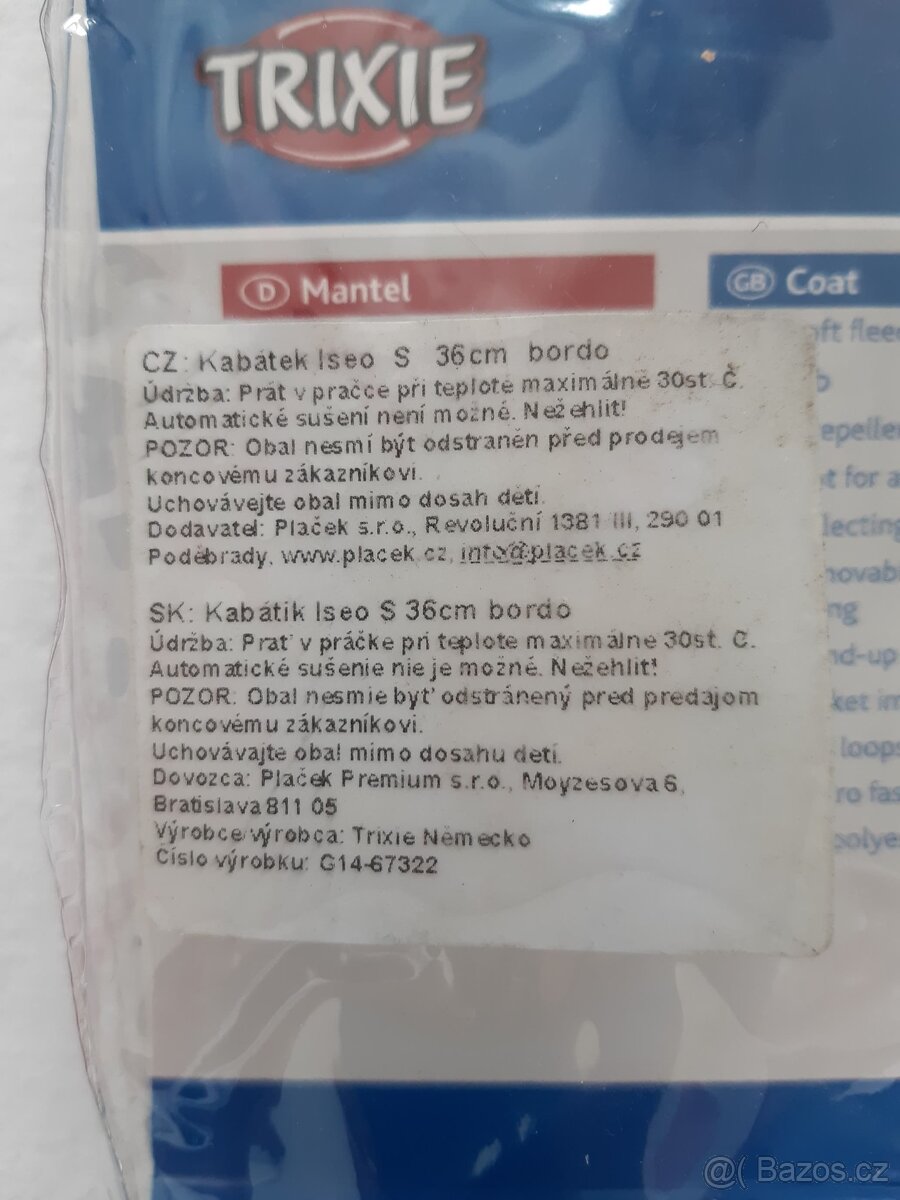 TRIXIE
D Mantel
GB Coat
CZ: Kabátek Iseo S 36cm bordo
Údržba: Prát v pračce při teplotě maximálně 30st. C.
Automatické sušení není možné. Nežehlit!
POZOR: Obal nesmí být odstraněn před prodejem
koncovému zákazníkovi.
Uchovávejte obal mimo dosah dětí.
Dodavatel: Plaček s.r.o., Revoluční 1381 III, 290 01
Poděbrady, www.placek.cz, info@placek.cz
SK: Kabátik Iseo S 36cm bordo
Údržba: Prať v práčke pri teplote maximálne 30st. C.
Automatické sušenie nie je možné. Nežehliť!
POZOR: Obal nesmie byť odstránený pred predajom
koncovému zákazníkovi.
Uchovávajte obal mimo dosahu detí.
Dovozca: Plaček Premium s.r.o., Moyzesova 6,
Bratislava 811 05
Výrobce/výrobca: Trixie Německo
Číslo výrobku: G14-67322
loops
@( Bazos.cz